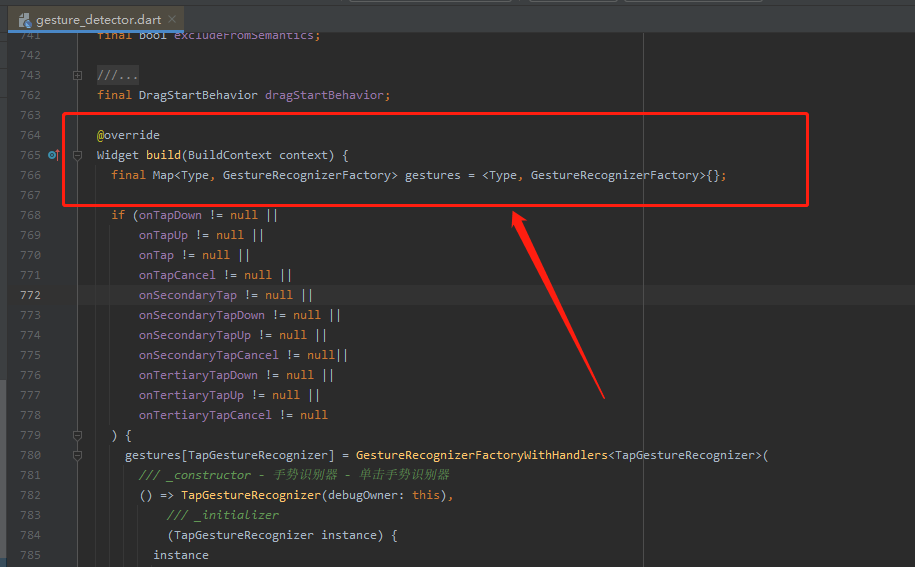 gesture_detector.dart
741 final bool excludeFromSemantics;
742
743 ///...
762 final DragStartBehavior dragStartBehavior;
763
764 @override
765 Widget build(BuildContext context) {
766 final Map<Type, GestureRecognizerFactory> gestures = <Type, GestureRecognizerFactory>{};
767
768 if (onTapDown != null ||
769 onTapUp != null ||
770 onTap != null ||
771 onTapCancel != null ||
772 onSecondaryTap != null ||
773 onSecondaryTapDown != null ||
774 onSecondaryTapUp != null ||
775 onSecondaryTapCancel != null||
776 onTertiaryTapDown != null ||
777 onTertiaryTapUp != null ||
778 onTertiaryTapCancel != null
779 ) {
780 gestures[TapGestureRecognizer] = GestureRecognizerFactoryWithHandlers<TapGestureRecognizer>(
781 /// _constructor - 手势识别器 - 单击手势识别器
782 () => TapGestureRecognizer(debugOwner: this),
783 /// _initializer
784 (TapGestureRecognizer instance) {
785 instance